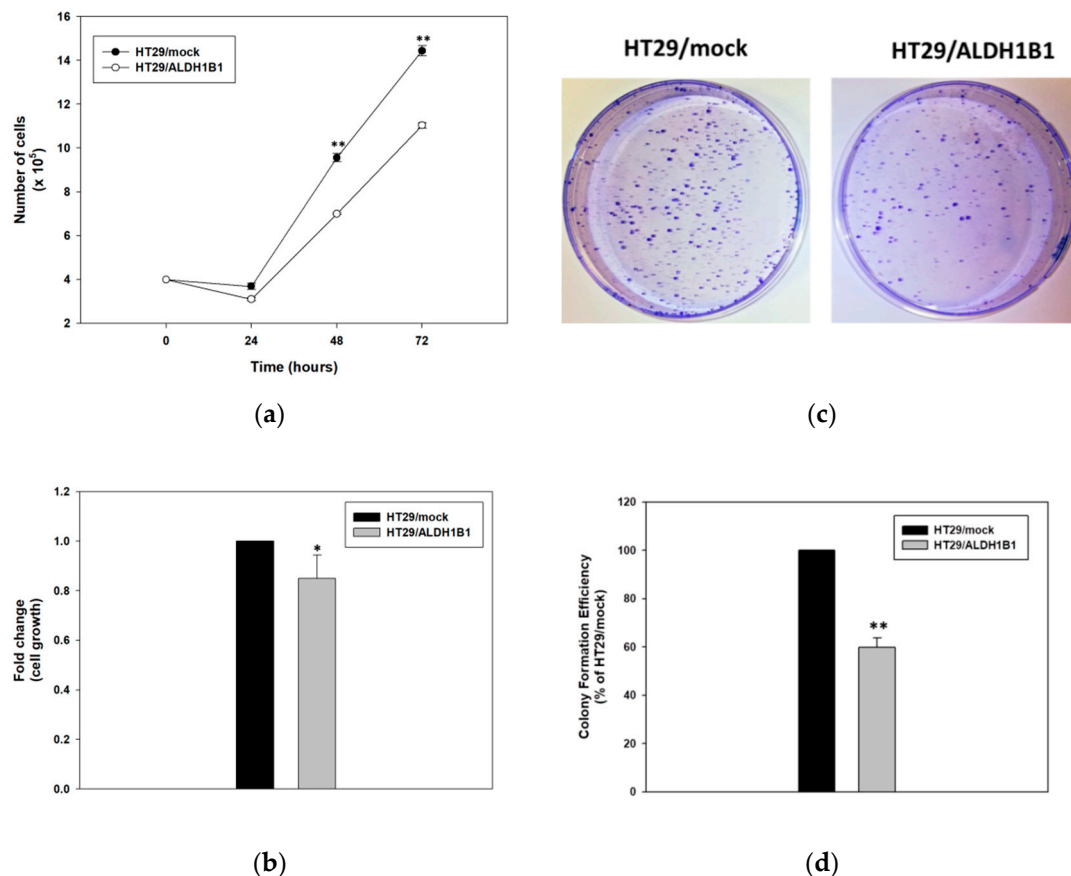 16
14
12
10
8
6
4
2
Number of cells
(x 10⁵)
HT29/mock
HT29/ALDH1B1
**
**
0
24
48
72
Time (hours)
(a)
HT29/mock
HT29/ALDH1B1
(c)
1.2
1.0
0.8
0.6
0.4
0.2
0.0
Fold change
(cell growth)
HT29/mock
HT29/ALDH1B1
*
(b)
120
100
80
60
40
20
0
Colony Formation Efficiency
(% of HT29/mock)
HT29/mock
HT29/ALDH1B1
**
(d)